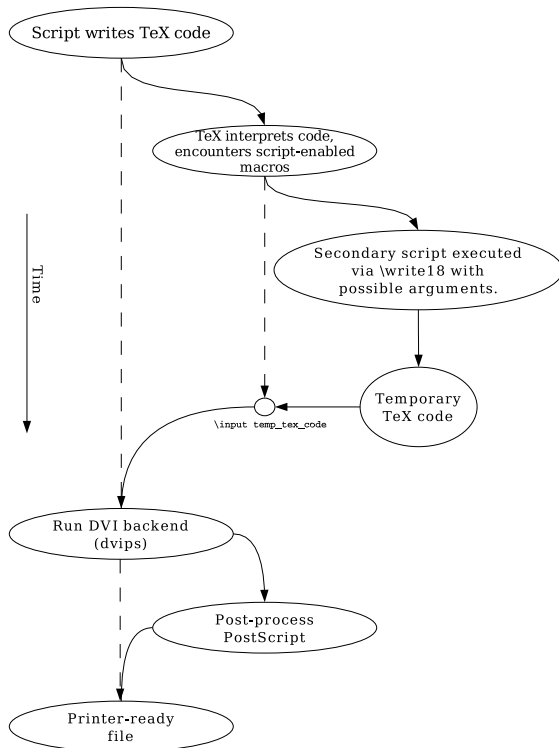 Script writes TeX code
TeX interprets code,
encounters script-enabled
macros
Secondary script executed
via \write18 with
possible arguments.
Time
Temporary
TeX code
\input temp_tex_code
Run DVI backend
(dvips)
Post-process
PostScript
Printer-ready
file